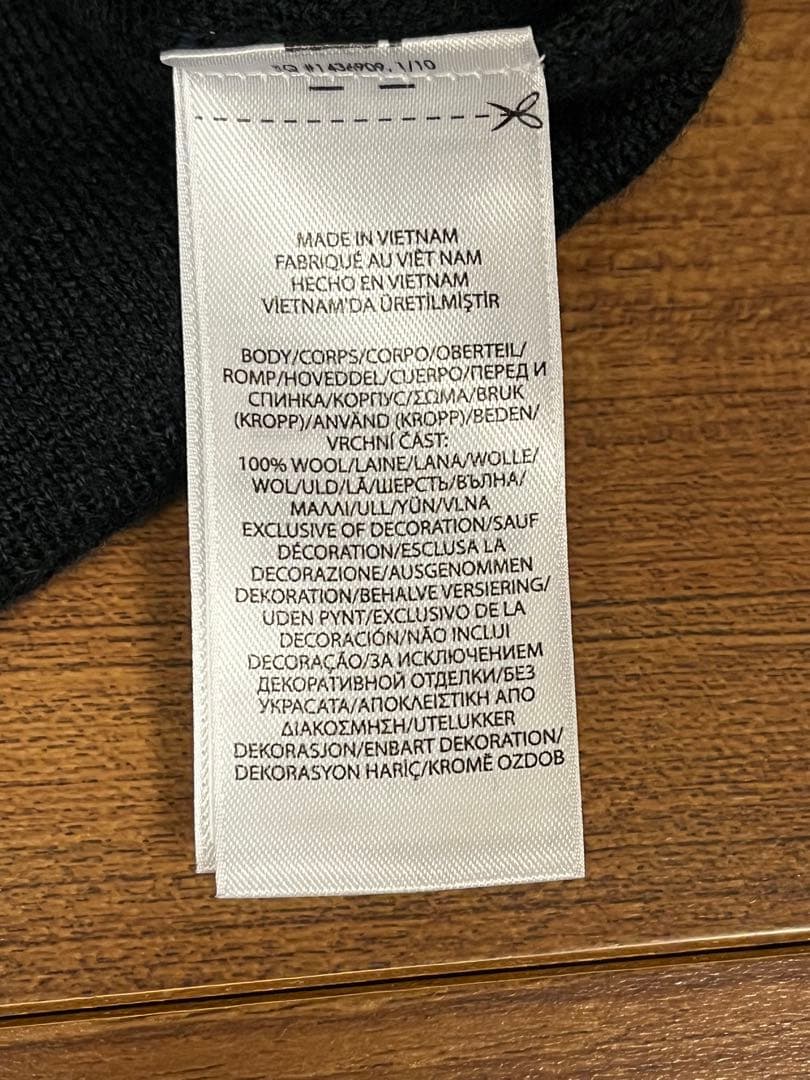 #1436909, 1/10
MADE IN VIETNAM
FABRIQUÉ AU VIÊT NAM
HECHO EN VIETNAM
VİETNAM'DA ÜRETİLMİŞTİR
BODY/CORPS/CORPO/OBERTEIL/
ROMP/HOVEDDEL/CUERPO/ПЕРЕД И
СПИНКА/КОРПУС/ΣΩΜΑ/BRUK
(KROPP)/ANVÄND (KROPP)/BEDEN/
VRCHNÍ ČÁST:
100% WOOL/LAINE/LANA/WOLLE/
WOL/ULD/LÃ/ШЕРСТЬ/ВЪЛНА/
ΜΑΛΛΙ/ULL/YÜN/VLNA
EXCLUSIVE OF DECORATION/SAUF
DÉCORATION/ESCLUSA LA
DECORAZIONE/AUSGENOMMEN
DEKORATION/BEHALVE VERSIERING/
UDEN PYNT/EXCLUSIVO DE LA
DECORACIÓN/NÃO INCLUI
DECORAÇÃO/ЗА ИСКЛЮЧЕНИЕМ
ДЕКОРАТИВНОЙ ОТДЕЛКИ/БЕЗ
УКРАСАТА/ΑΠΟΚΛΕΙΣΤΙΚΗ ΑΠΟ
ΔΙΑΚΟΣΜΗΣΗ/UTELUKKER
DEKORASJON/ENBART DEKORATION/
DEKORASYON HARİÇ/KROMĚ OZDOB